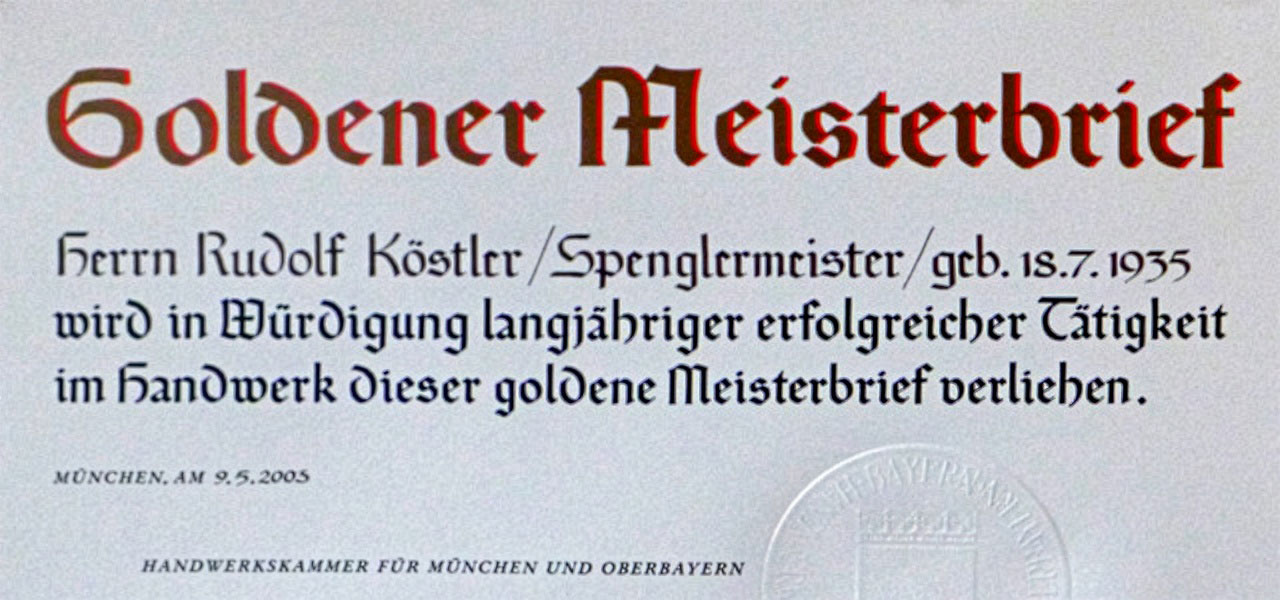 Goldener Meisterbrief
Herrn Rudolf Köstler/Spenglermeister/geb. 18.7.1935
wird in Würdigung langjähriger erfolgreicher Tätigkeit
im Handwerk dieser goldene Meisterbrief verliehen.
MÜNCHEN, AM 9.5.2005
HANDWERKSKAMMER FÜR MÜNCHEN UND OBERBAYERN